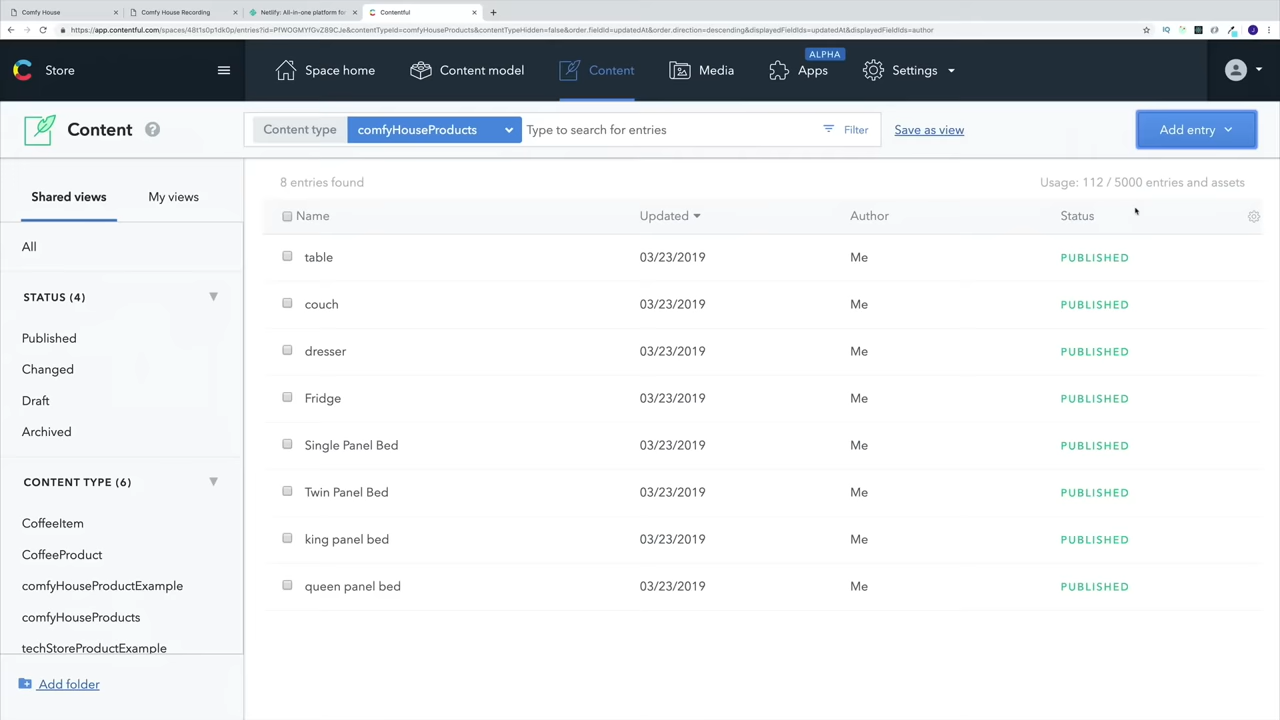 Comfy House
Comfy House Recording
Netlify: All-in-one platform for
Contentful
Store
Space home
Content model
Content
Media
ALPHA
Apps
Settings
Content
Content type
comfyHouseProducts
Type to search for entries
Filter
Save as view
Add entry
Shared views
My views
8 entries found
Usage: 112 / 5000 entries and assets
Name
Updated
Author
Status
All
table
03/23/2019
Me
PUBLISHED
STATUS (4)
couch
03/23/2019
Me
PUBLISHED
Published
dresser
03/23/2019
Me
PUBLISHED
Changed
Draft
Fridge
03/23/2019
Me
PUBLISHED
Archived
Single Panel Bed
03/23/2019
Me
PUBLISHED
CONTENT TYPE (6)
Twin Panel Bed
03/23/2019
Me
PUBLISHED
CoffeeItem
king panel bed
03/23/2019
Me
PUBLISHED
CoffeeProduct
comfyHouseProductExample
queen panel bed
03/23/2019
Me
PUBLISHED
comfyHouseProducts
techStoreProductExample
Add folder